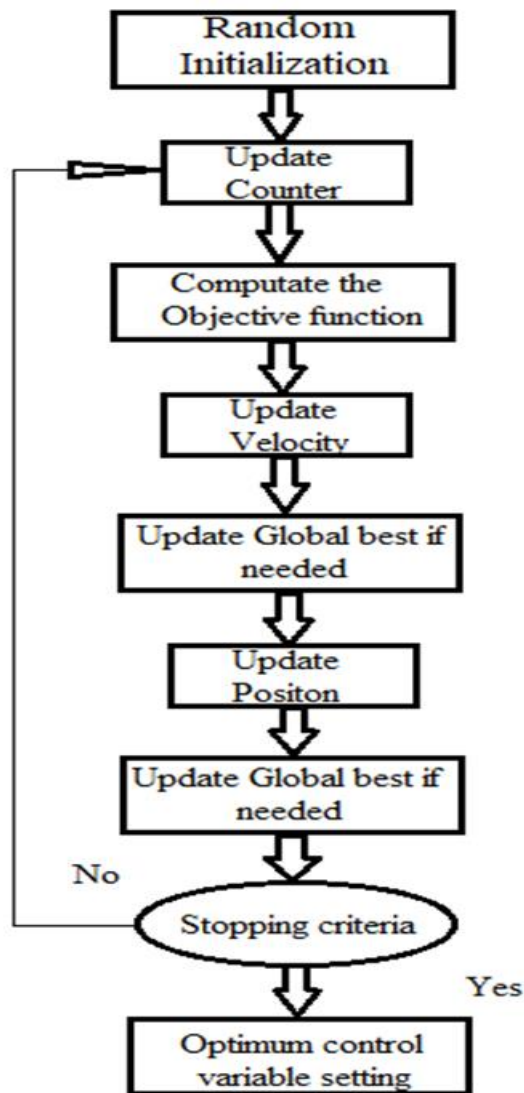 Random
Initialization
Update
Counter
Computate the
Objective function
Update
Velocity
Update Global best if
needed
Update
Positon
Update Global best if
needed
No
Stopping criteria
Yes
Optimum control
variable setting